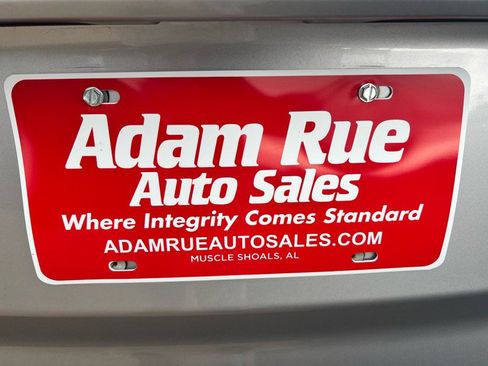 Adam Rue
Auto Sales
Where Integrity Comes Standard
ADAMRUEAUTOSALES.COM
MUSCLE SHOALS, AL